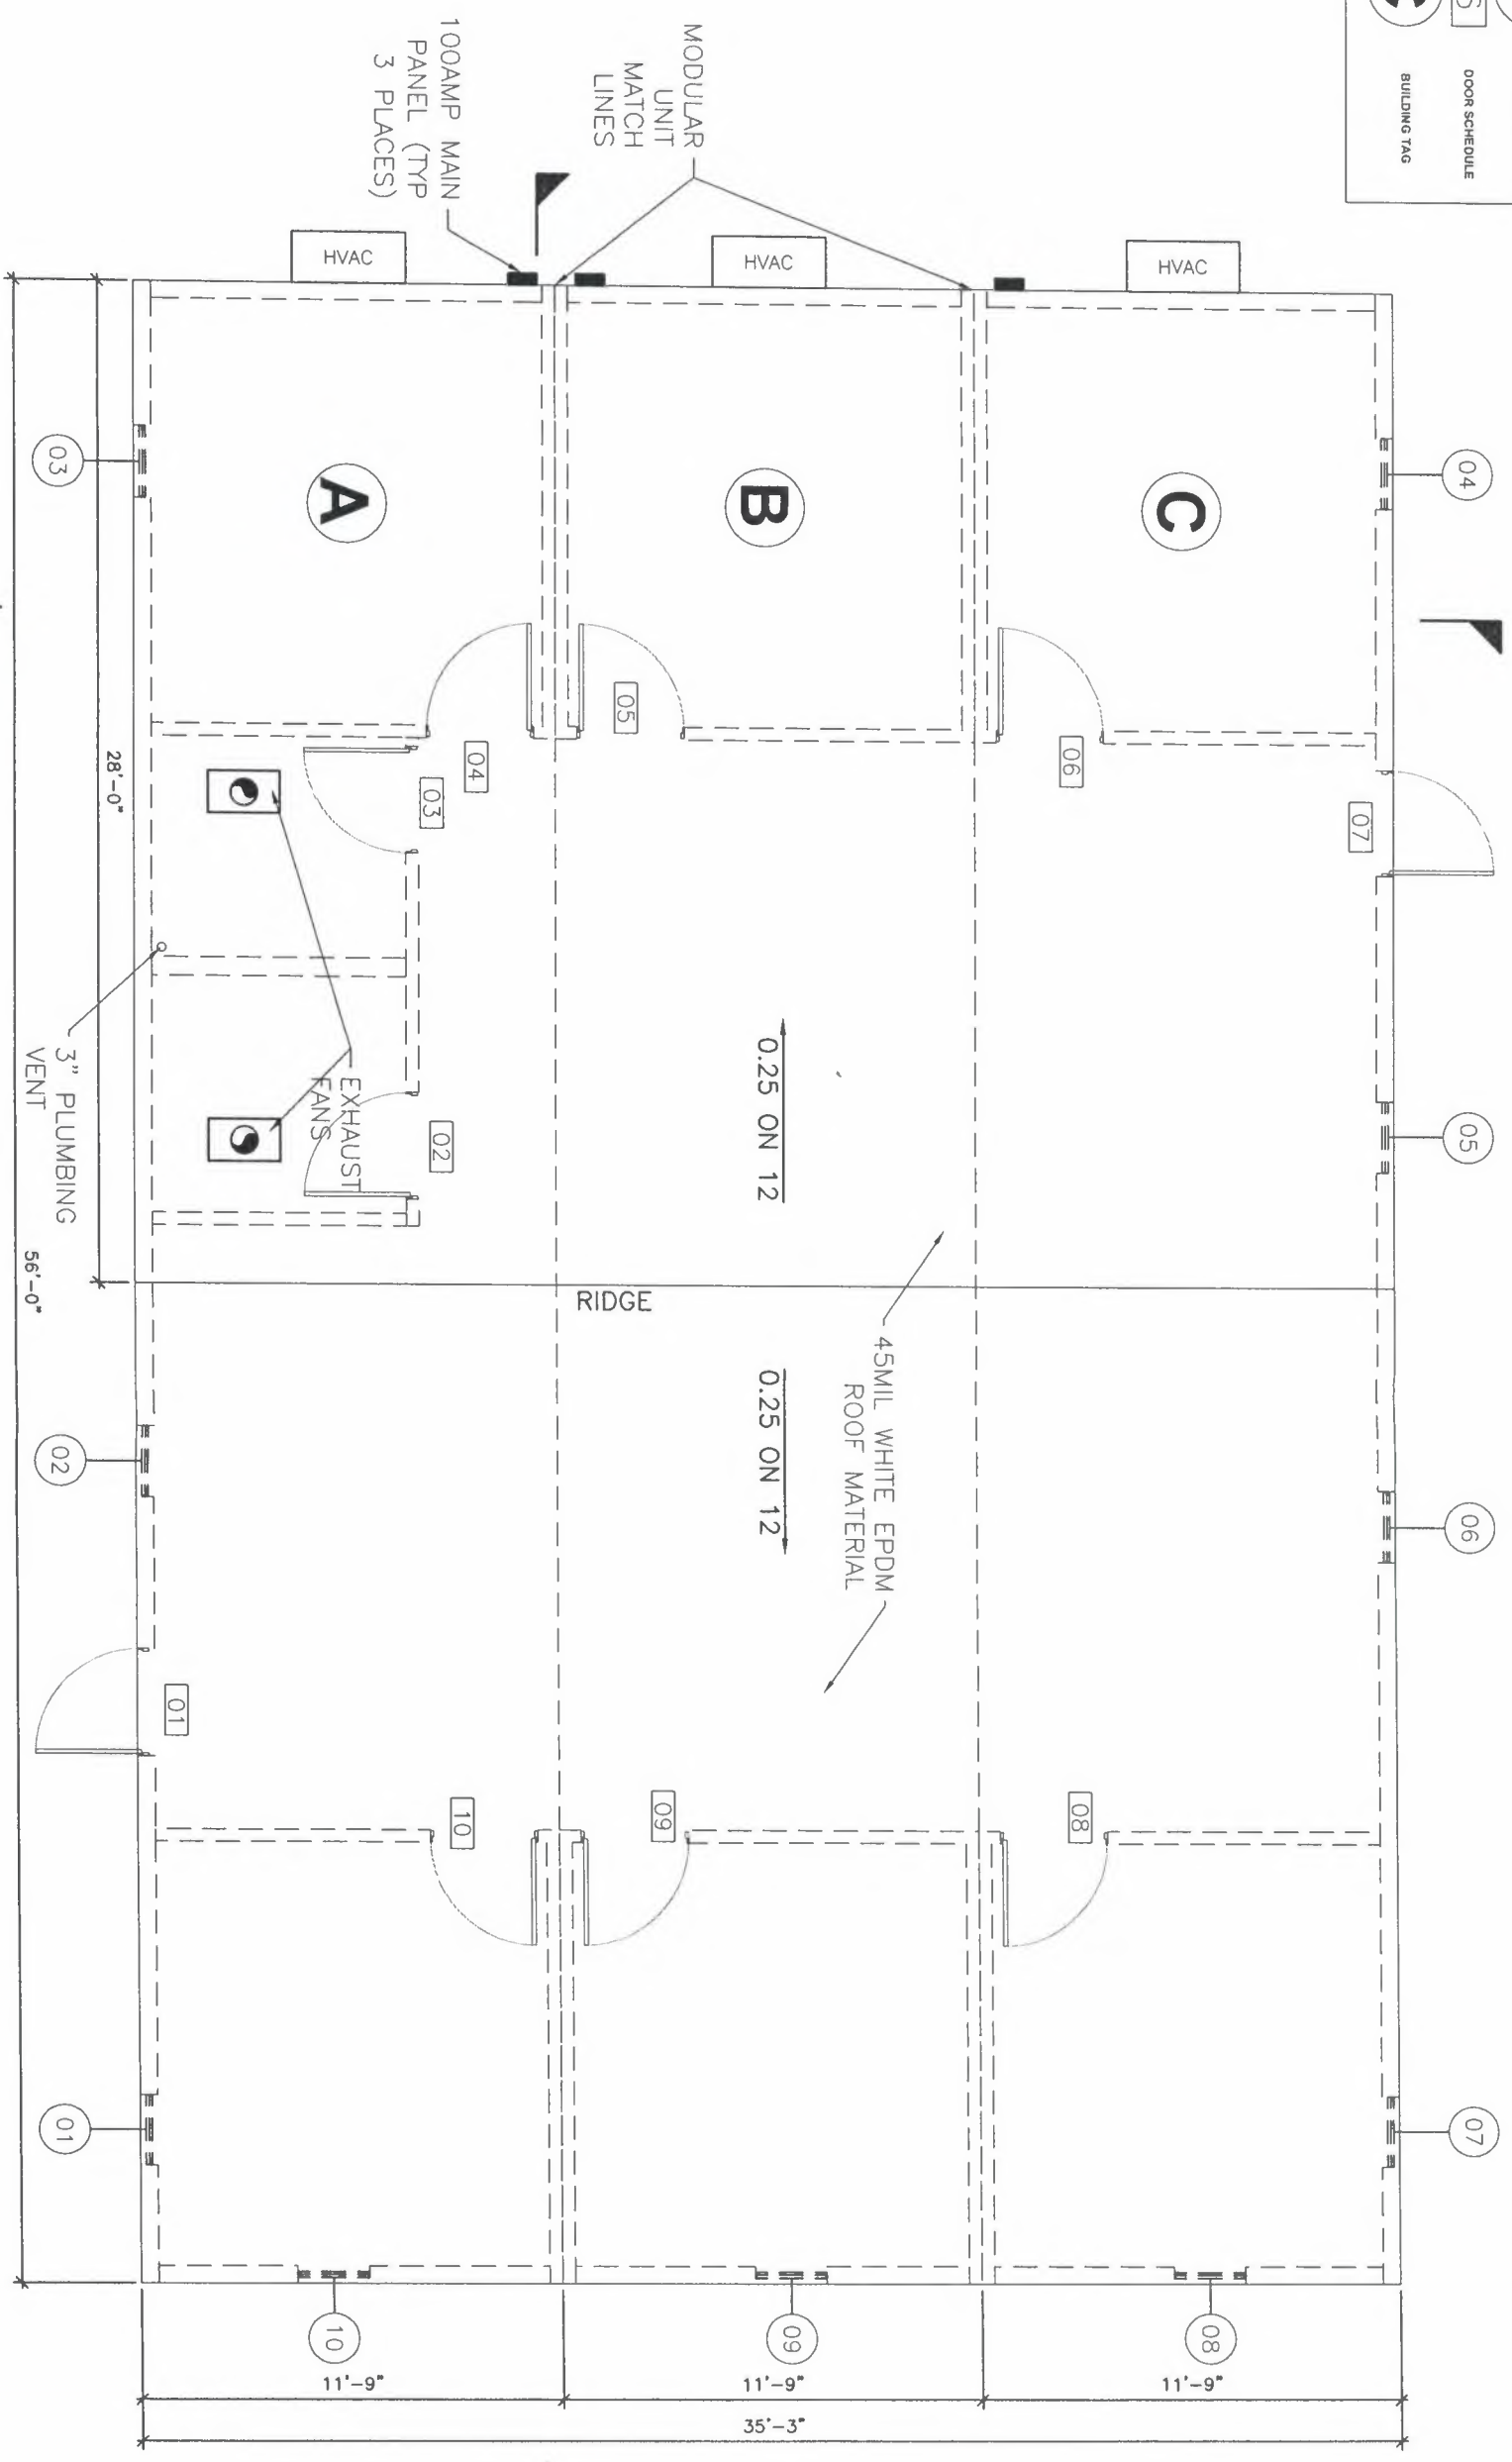 S
C
DOOR SCHEDULE
BUILDING TAG
MODULAR
UNIT
MATCH
LINES
100AMP MAIN
PANEL (TYP
3 PLACES)
HVAC
HVAC
HVAC
03
A
B
C
04
05
04
03
06
07
28'-0"
02
EXHAUST
FANS
3" PLUMBING
VENT
0.25 ON 12
05
56'-0"
RIDGE
0.25 ON 12
45MIL WHITE EPDM
ROOF MATERIAL
06
02
01
10
09
08
01
07
10
09
08
11'-9"
11'-9"
11'-9"
35'-3"